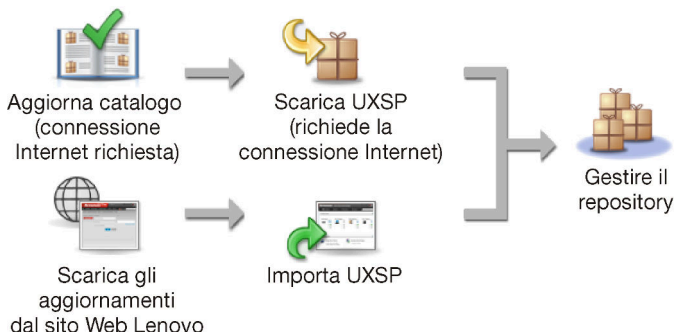 Aggiorna catalogo
(connessione
Internet richiesta)
Scarica UXSP
(richiede la
connessione Internet)
Gestire il
repository
Scarica gli
aggiornamenti
dal sito Web Lenovo
Importa UXSP